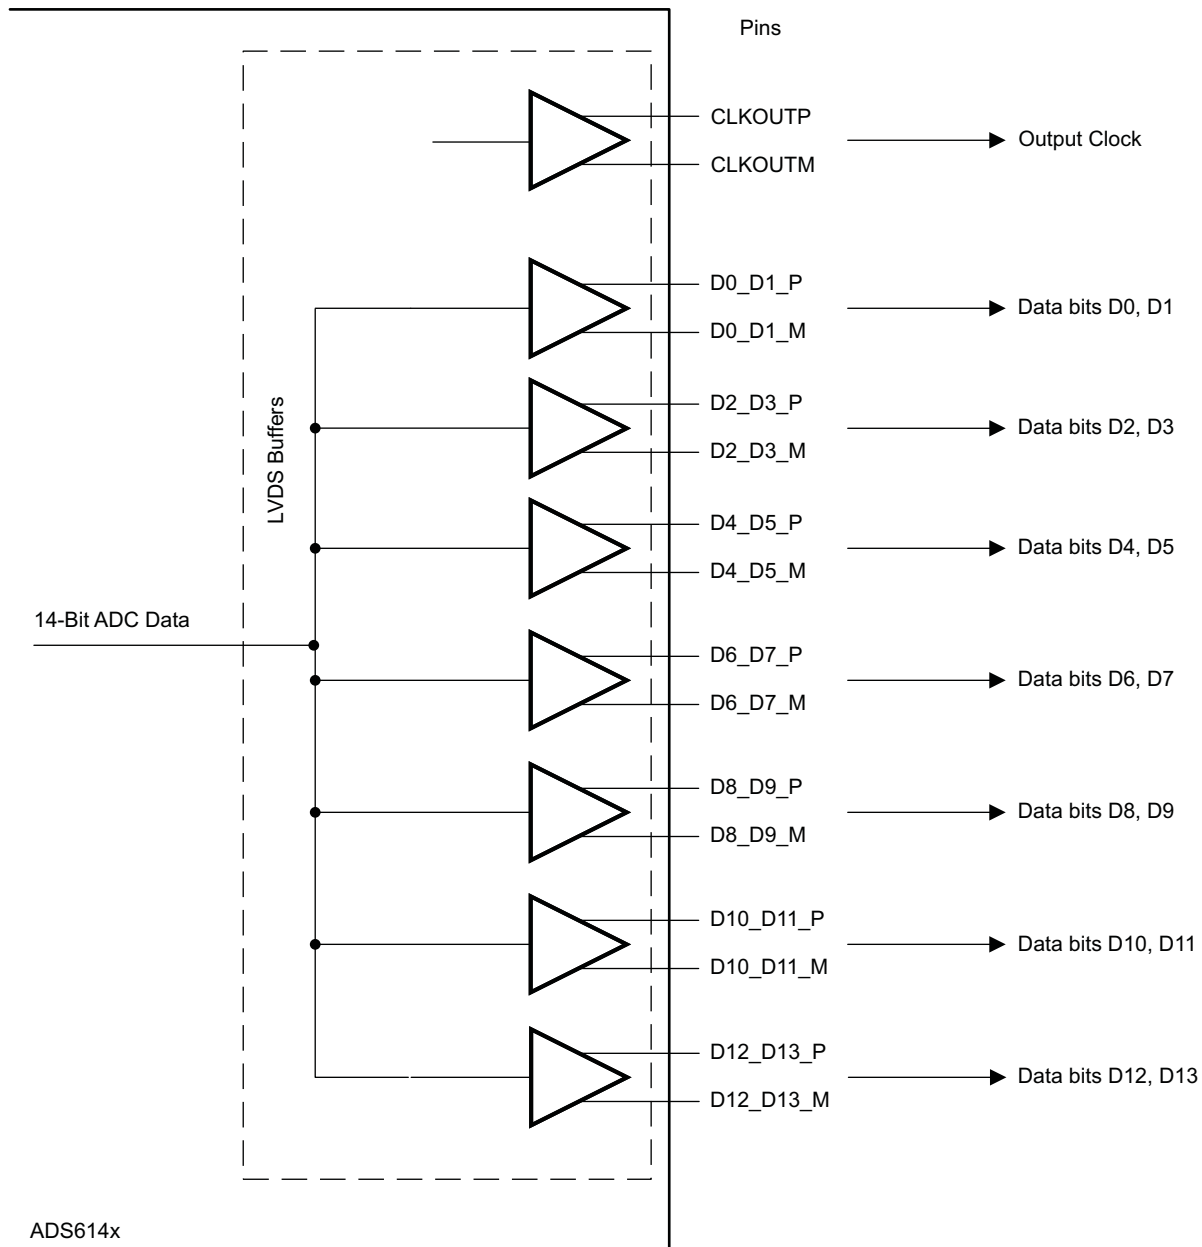 Pins
CLKOUTP
CLKOUTM
Output Clock
D0_D1_P
D0_D1_M
Data bits D0, D1
D2_D3_P
D2_D3_M
Data bits D2, D3
LVDS Buffers
D4_D5_P
D4_D5_M
Data bits D4, D5
14-Bit ADC Data
D6_D7_P
D6_D7_M
Data bits D6, D7
D8_D9_P
D8_D9_M
Data bits D8, D9
D10_D11_P
D10_D11_M
Data bits D10, D11
D12_D13_P
D12_D13_M
Data bits D12, D13
ADS614x